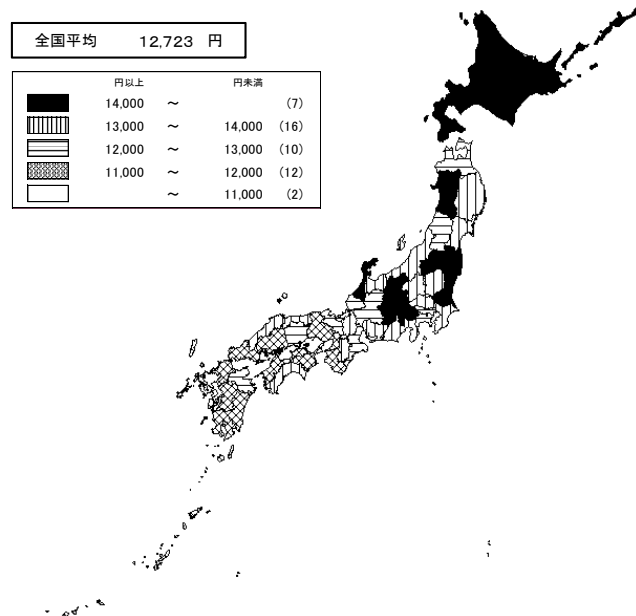 全国平均 12,723 円
円以上 円未満
14,000 ～ (7)
13,000 ～ 14,000 (16)
12,000 ～ 13,000 (10)
11,000 ～ 12,000 (12)
～ 11,000 (2)